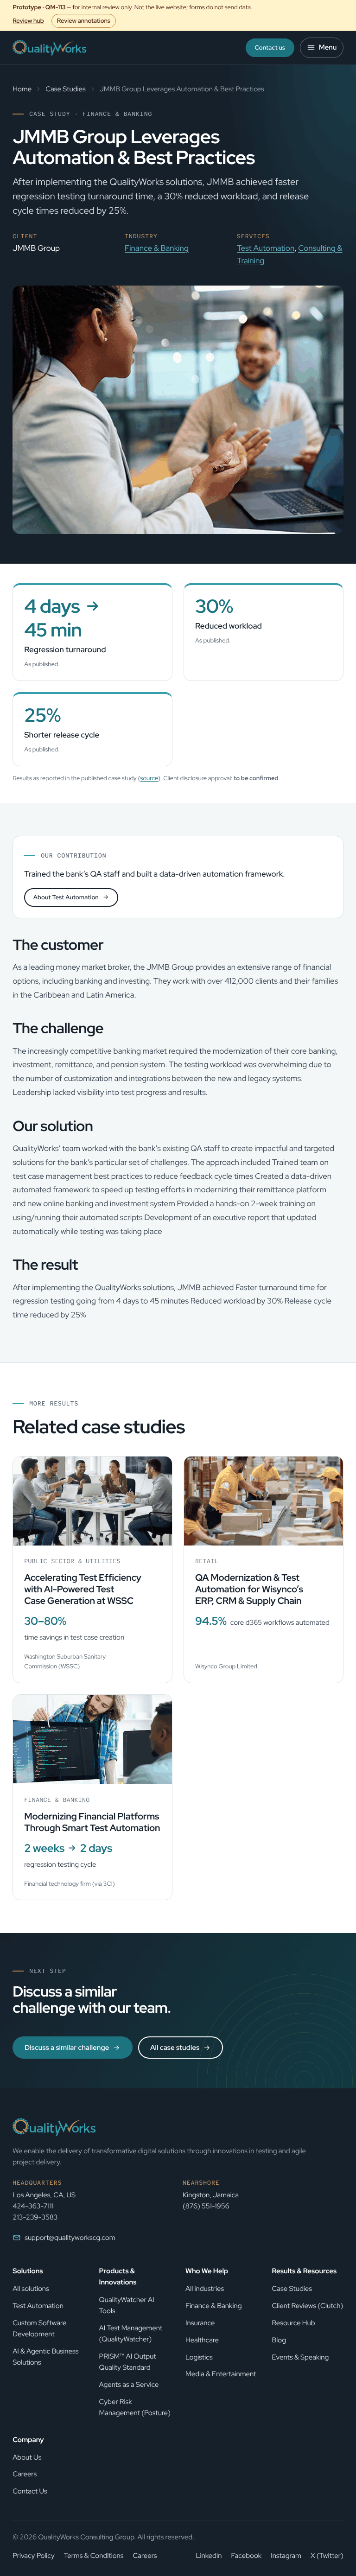 Prototype · QM-113 — for internal review only. Not the live website; forms do not send data.
Review hub
Review annotations
QualityWorks
Contact us
Menu
Home
Case Studies
JMMB Group Leverages Automation & Best Practices
CASE STUDY · FINANCE & BANKING
JMMB Group Leverages
Automation & Best Practices
After implementing the QualityWorks solutions, JMMB achieved faster
regression testing turnaround time, a 30% reduced workload, and release
cycle times reduced by 25%.
CLIENT
JMMB Group
INDUSTRY
Finance & Banking
SERVICES
Test Automation, Consulting &
Training
4 days →
45 min
Regression turnaround
As published.
30%
Reduced workload
As published.
25%
Shorter release cycle
As published.
Results as reported in the published case study (source). Client disclosure approval: to be confirmed.
OUR CONTRIBUTION
Trained the bank's QA staff and built a data-driven automation framework.
About Test Automation →
The customer
As a leading money market broker, the JMMB Group provides an extensive range of financial
options, including banking and investing. They work with over 412,000 clients and their families
in the Caribbean and Latin America.
The challenge
The increasingly competitive banking market required the modernization of their core banking,
investment, remittance, and pension system. The testing workload was overwhelming due to
the number of customization and integrations between the new and legacy systems.
Leadership lacked visibility into test progress and results.
Our solution
QualityWorks' team worked with the bank's existing QA staff to create impactful and targeted
solutions for the bank's particular set of challenges. The approach included Trained team on
test case management best practices to reduce feedback cycle times Created a data-driven
automated framework to speed up testing efforts in modernizing their remittance platform
and new online banking and investment system Provided a hands-on 2-week training on
using/running their automated scripts Development of an executive report that updated
automatically while testing was taking place
The result
After implementing the QualityWorks solutions, JMMB achieved Faster turnaround time for
regression testing going from 4 days to 45 minutes Reduced workload by 30% Release cycle
time reduced by 25%
MORE RESULTS
Related case studies
PUBLIC SECTOR & UTILITIES
Accelerating Test Efficiency
with AI-Powered Test
Case Generation at WSSC
30–80%
time savings in test case creation
Washington Suburban Sanitary
Commission (WSSC)
RETAIL
QA Modernization & Test
Automation for Wisynco's
ERP, CRM & Supply Chain
94.5% core d365 workflows automated
Wisynco Group Limited
FINANCE & BANKING
Modernizing Financial Platforms
Through Smart Test Automation
2 weeks → 2 days
regression testing cycle
Financial technology firm (via 3CI)
NEXT STEP
Discuss a similar
challenge with our team.
Discuss a similar challenge →
All case studies →
QualityWorks
We enable the delivery of transformative digital solutions through innovations in testing and agile
project delivery.
HEADQUARTERS
Los Angeles, CA, US
424-363-7111
213-239-3583
NEARSHORE
Kingston, Jamaica
(876) 551-1956
support@qualityworkscg.com
Solutions
All solutions
Test Automation
Custom Software
Development
AI & Agentic Business
Solutions
Products &
Innovations
QualityWatcher AI
Tools
AI Test Management
(QualityWatcher)
PRISM™ AI Output
Quality Standard
Agents as a Service
Cyber Risk
Management (Posture)
Who We Help
All industries
Finance & Banking
Insurance
Healthcare
Logistics
Media & Entertainment
Results & Resources
Case Studies
Client Reviews (Clutch)
Resource Hub
Blog
Events & Speaking
Company
About Us
Careers
Contact Us
© 2026 QualityWorks Consulting Group. All rights reserved.
Privacy Policy
Terms & Conditions
Careers
LinkedIn
Facebook
Instagram
X (Twitter)